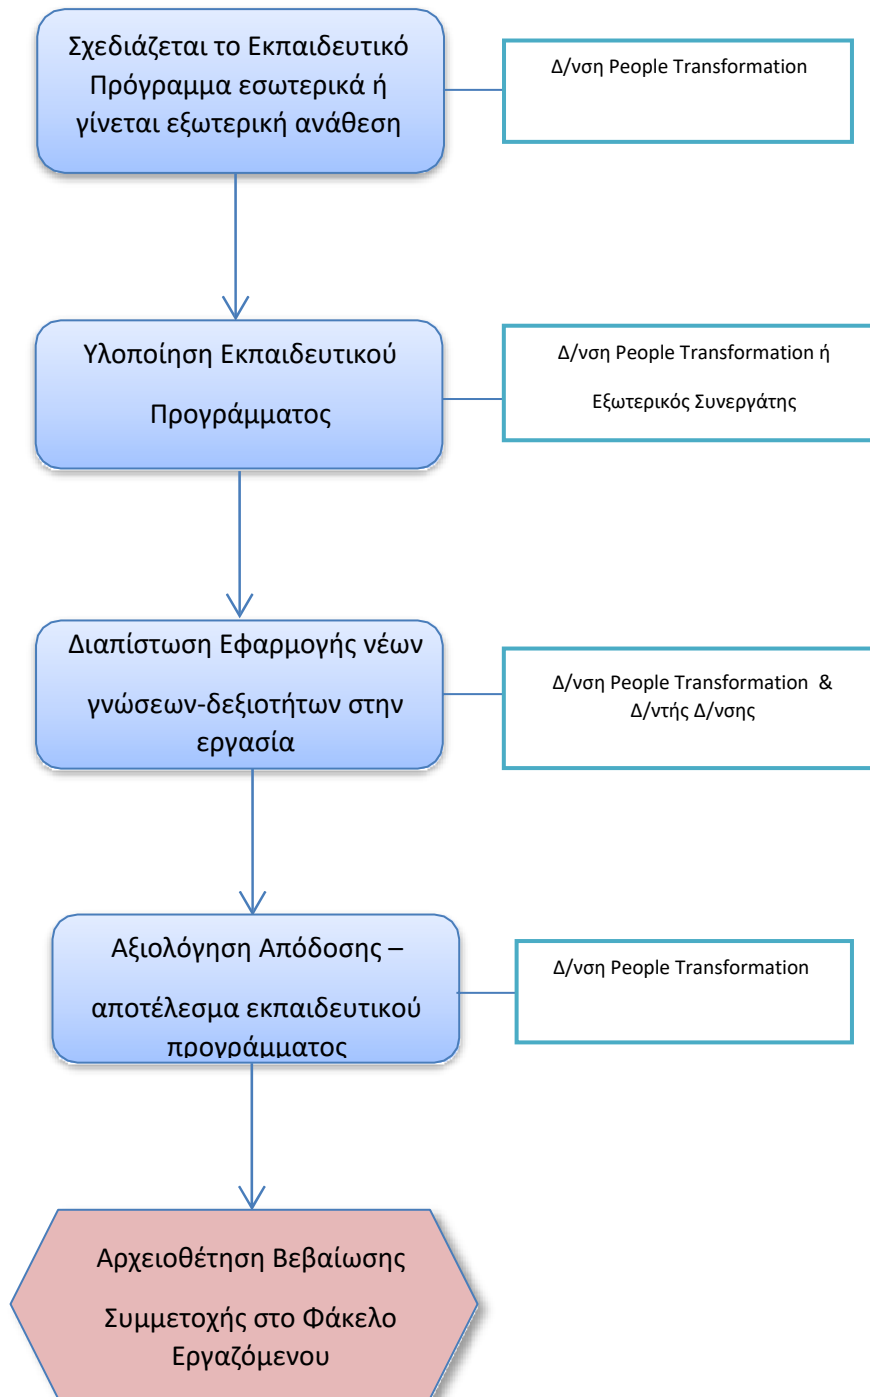 Σχεδιάζεται το Εκπαιδευτικό
Πρόγραμμα εσωτερικά ή
γίνεται εξωτερική ανάθεση
Δ/νση People Transformation
Υλοποίηση Εκπαιδευτικού
Προγράμματος
Δ/νση People Transformation ή
Εξωτερικός Συνεργάτης
Διαπίστωση Εφαρμογής νέων
γνώσεων-δεξιοτήτων στην
εργασία
Δ/νση People Transformation &
Δ/ντής Δ/νσης
Αξιολόγηση Απόδοσης –
αποτέλεσμα εκπαιδευτικού
προγράμματος
Δ/νση People Transformation
Αρχειοθέτηση Βεβαίωσης
Συμμετοχής στο Φάκελο
Εργαζόμενου